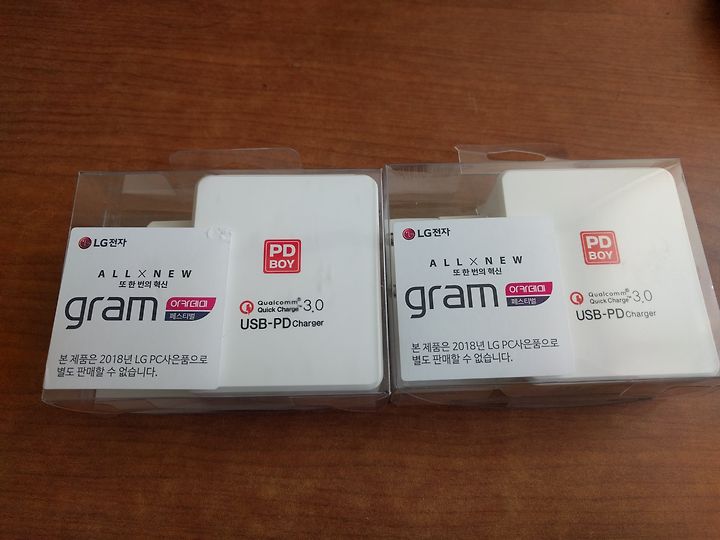 LG전자
ALL × NEW
또 한 번의 혁신
gram 아카데미
페스티벌
본 제품은 2018년 LG PC사은품으로
별도 판매할 수 없습니다.
PD
BOY
Qualcomm®
Quick Charge™ 3.0
USB-PD Charger
LG전자
ALL × NEW
또 한 번의 혁신
gram 아카데미
페스티벌
본 제품은 2018년 LG PC사은품으로
별도 판매할 수 없습니다.
PD
BOY
Qualcomm®
Quick Charge™ 3.0
USB-PD Charger